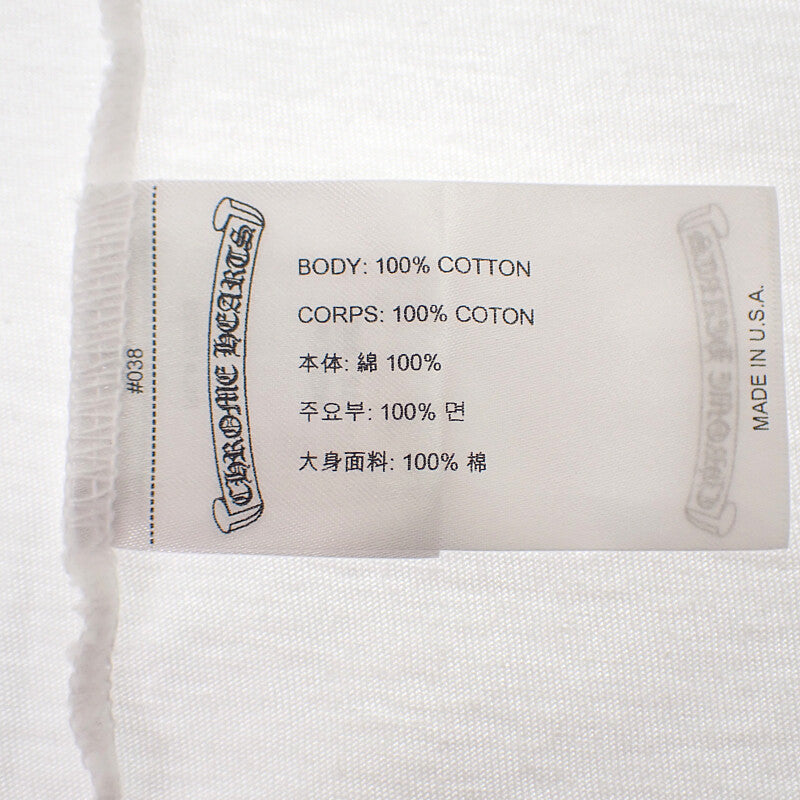 #038
CHROME HEARTS
BODY: 100% COTTON
CORPS: 100% COTON
本体: 綿 100%
주요부: 100% 면
大身面料: 100% 棉
CHROME HEARTS
MADE IN U.S.A.